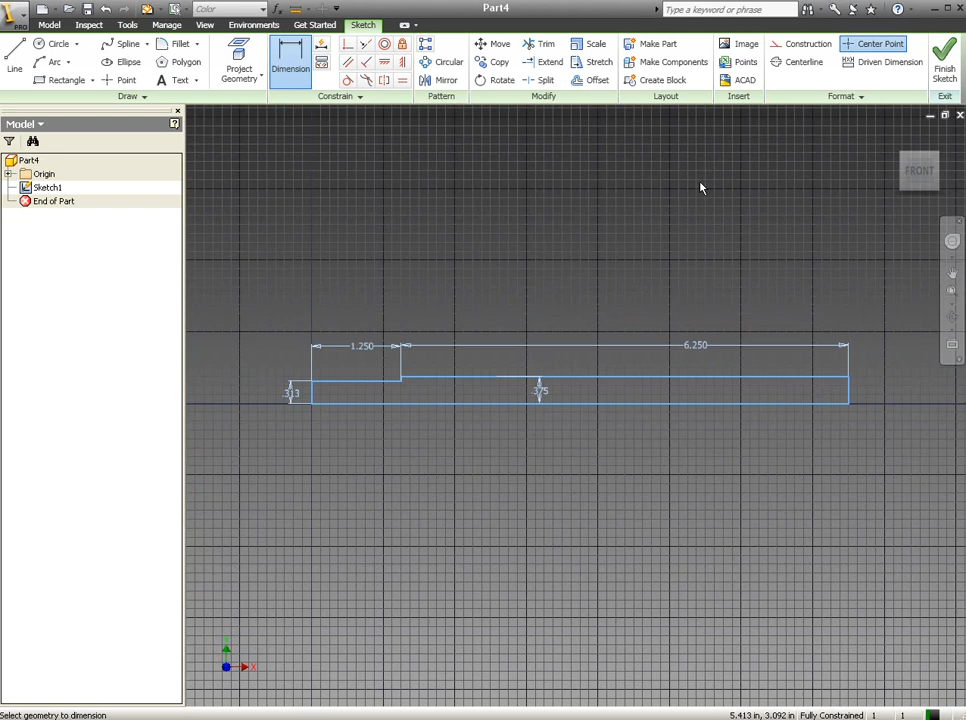 PRO
Color
Part4
Type a keyword or phrase
Model Inspect Tools Manage View Environments Get Started Sketch
Line
Circle
Arc
Rectangle
Spline
Ellipse
Point
Fillet
Polygon
Text
Draw
Project
Geometry
Dimension
Constrain
Circular
Mirror
Pattern
Move
Copy
Rotate
Trim
Extend
Split
Scale
Stretch
Offset
Modify
Make Part
Make Components
Create Block
Layout
Image
Points
ACAD
Insert
Construction
Centerline
Center Point
Driven Dimension
Format
Finish
Sketch
Exit
Model
Part4
Origin
Sketch1
End of Part
FRONT
1.250
6.250
.313
.375
Y
X
Select geometry to dimension
5.413 in, 3.092 in Fully Constrained 1 1